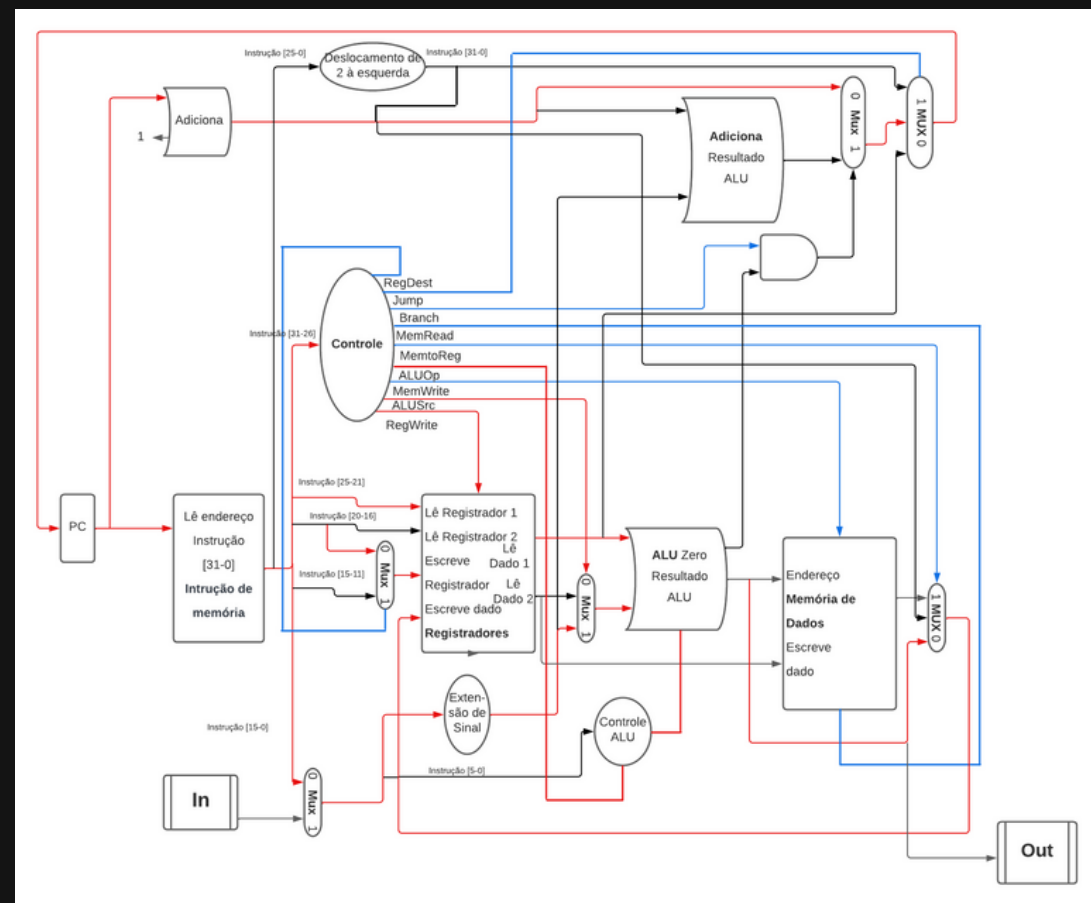 Instrução [25-0]
Deslocamento de
2 à esquerda
Instrução [31-0]
Adiciona
1
Adiciona
Resultado
ALU
0 Mux 1
1 MUX 0
Instrução [31-26]
Controle
RegDest
Jump
Branch
MemRead
MemtoReg
ALUOp
MemWrite
ALUSrc
RegWrite
PC
Lê endereço
Instrução
[31-0]
Intrução de
memória
Instrução [25-21]
Instrução [20-16]
Instrução [15-11]
0 Mux 1
Lê Registrador 1
Lê Registrador 2
Escreve
Registrador
Escreve dado
Registradores
Lê
Dado 1
Lê
Dado 2
0 Mux 1
ALU Zero
Resultado
ALU
Endereço
Memória de
Dados
Escreve
dado
1 MUX 0
Exten-
são de
Sinal
Controle
ALU
Instrução [15-0]
Instrução [5-0]
In
0 Mux 1
Out